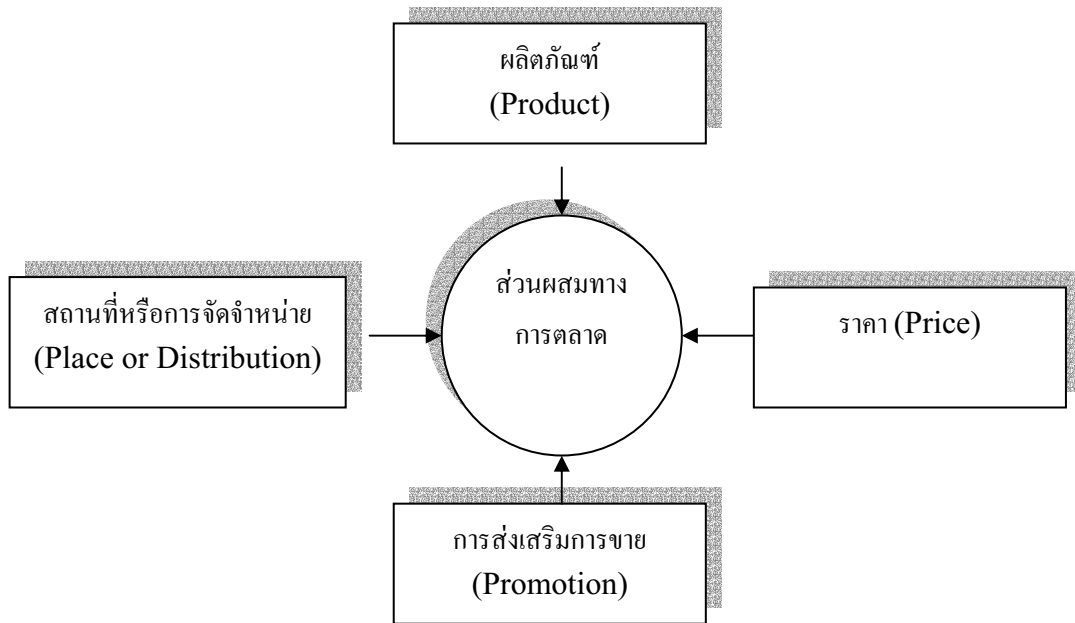 ผลิตภัณฑ์
(Product)
ส่วนผสมทาง
การตลาด
สถานที่หรือการจัดจำหน่าย
(Place or Distribution)
ราคา (Price)
การส่งเสริมการขาย
(Promotion)